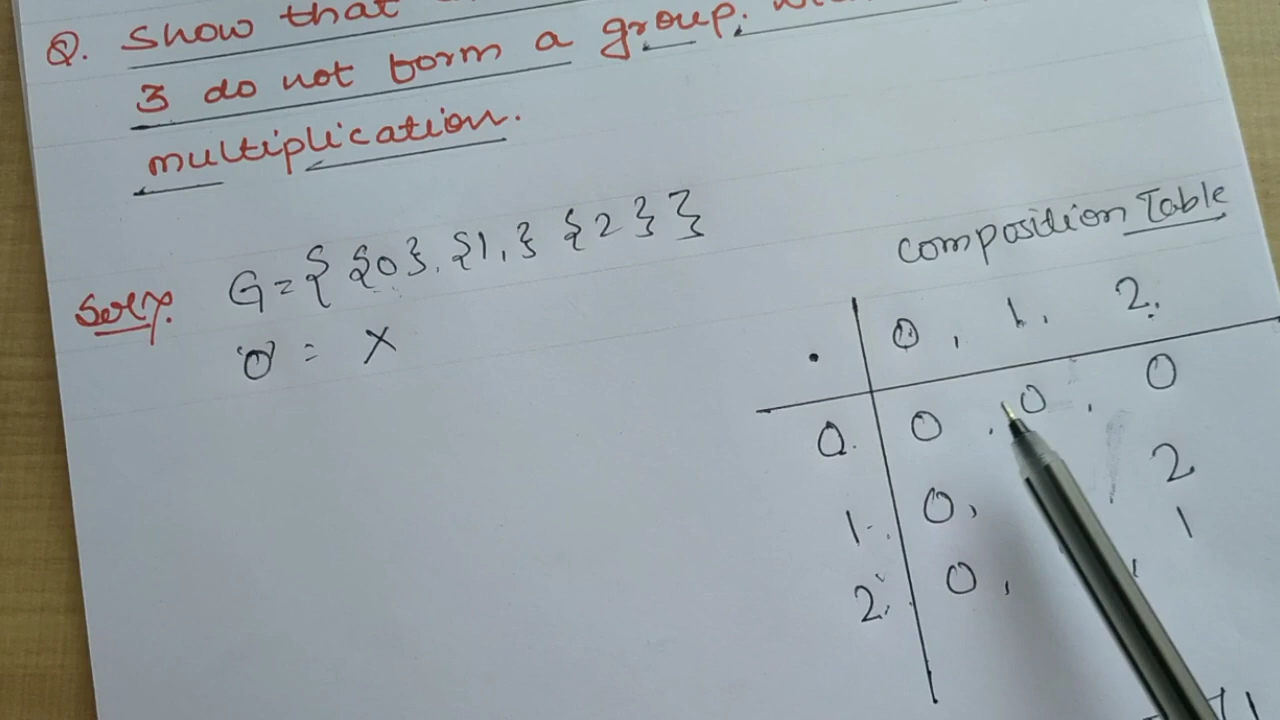 Q. Show that
3 do not form a group.
multiplication.
Soln. G = { {0}, {1,} {2} }
'0' = X
Composition Table
. | 0, 1, 2.
0. | 0, 0, 0
1. | 0, 2
2. | 0, 1